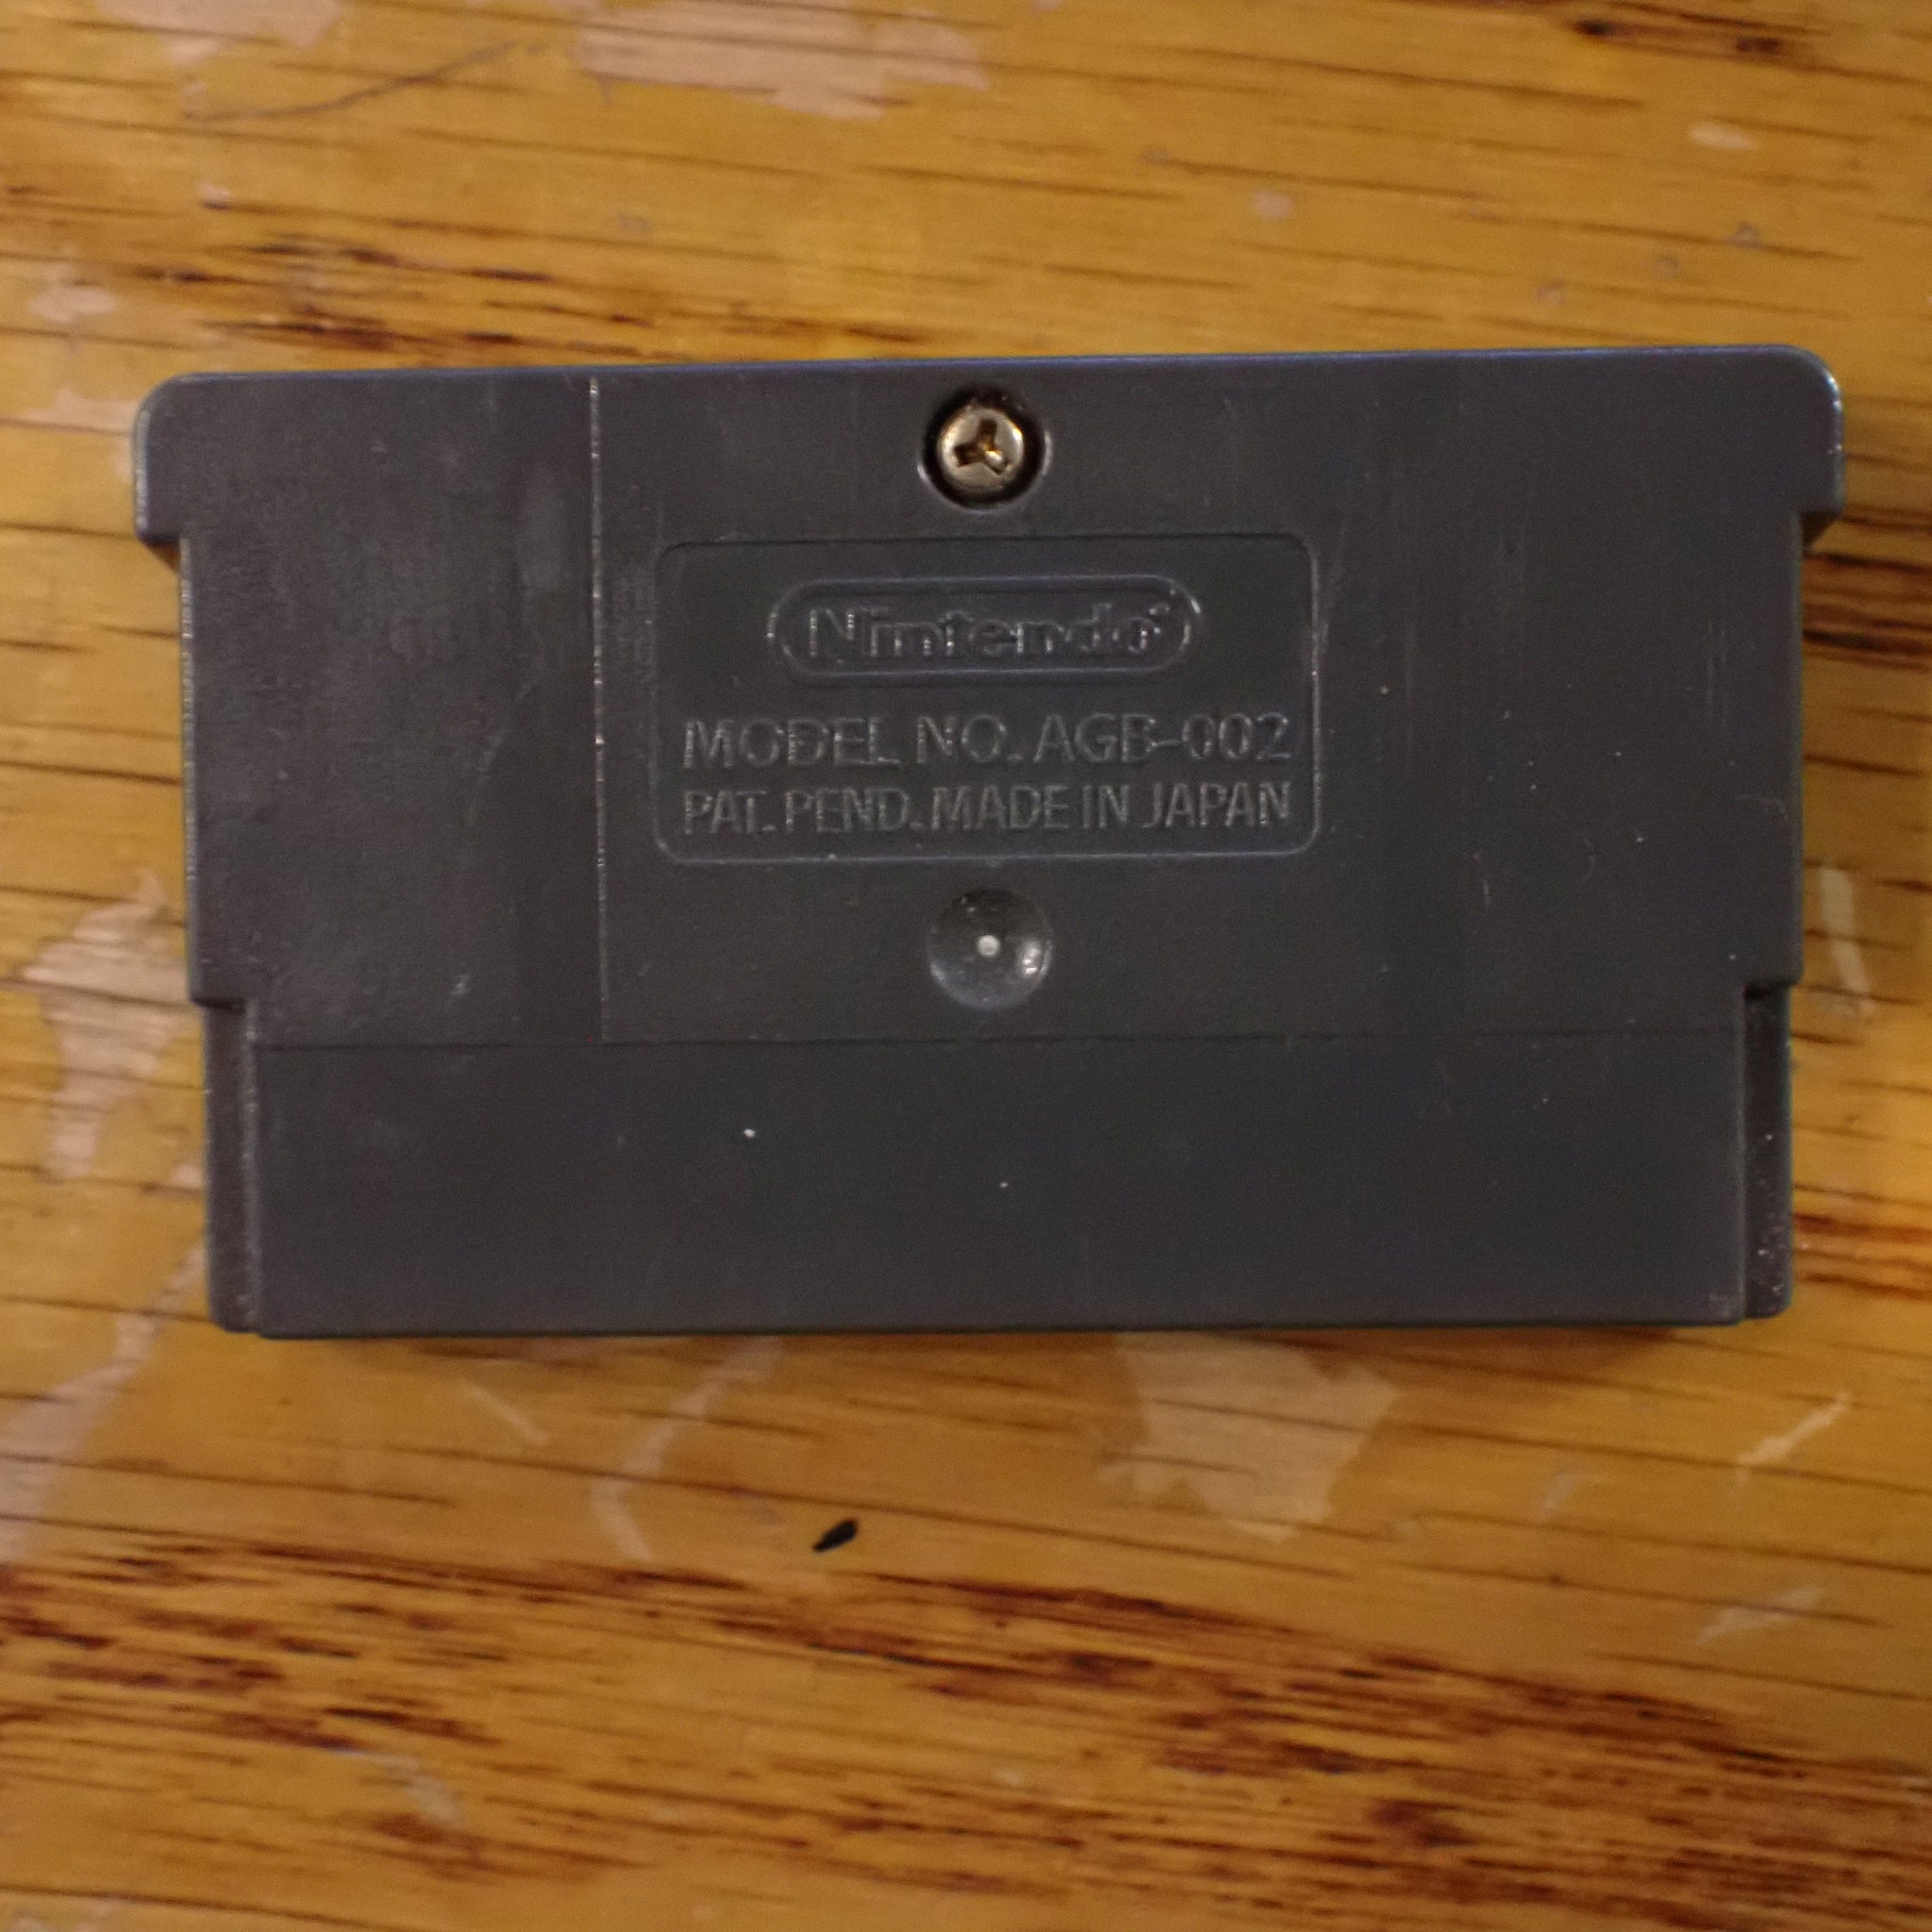 Nintendo®
MODEL NO. AGB-002
PAT. PEND. MADE IN JAPAN